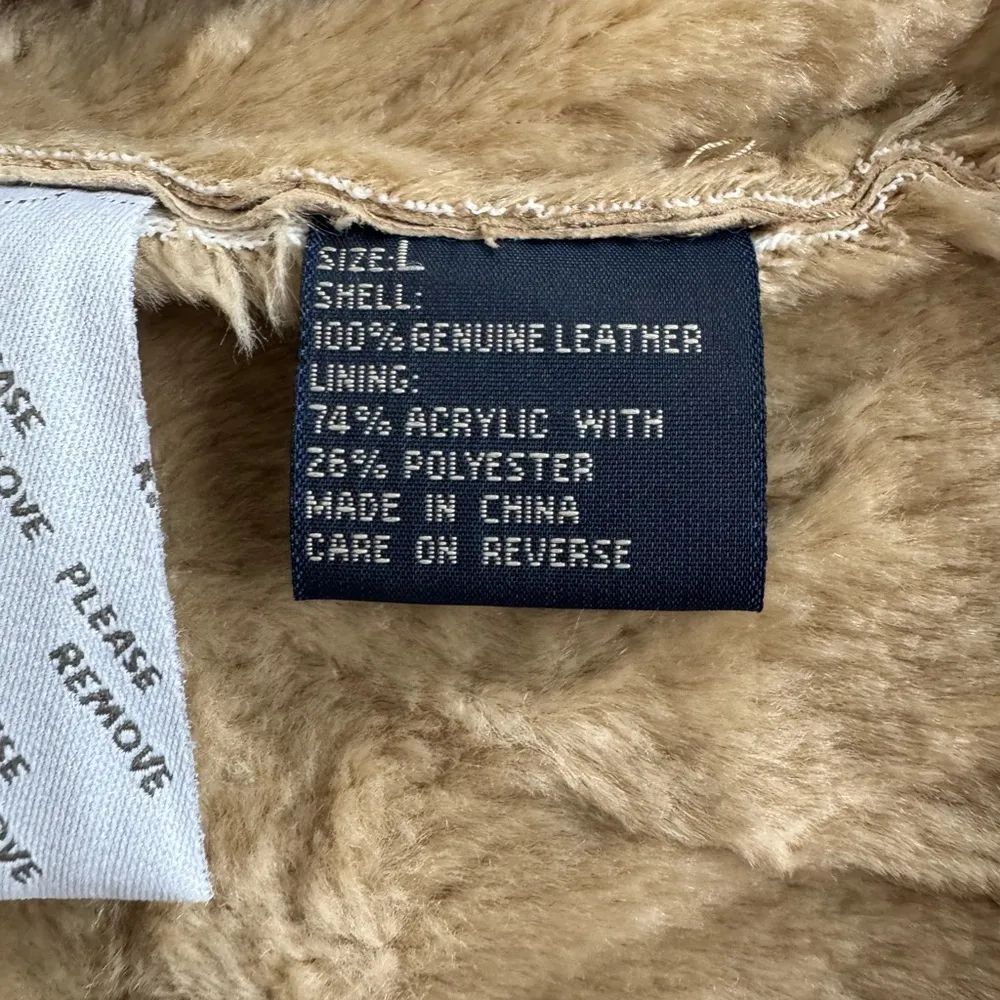 SIZE:L
SHELL:
100% GENUINE LEATHER
LINING:
74% ACRYLIC WITH
26% POLYESTER
MADE IN CHINA
CARE ON REVERSE
PLEASE
REMOVE